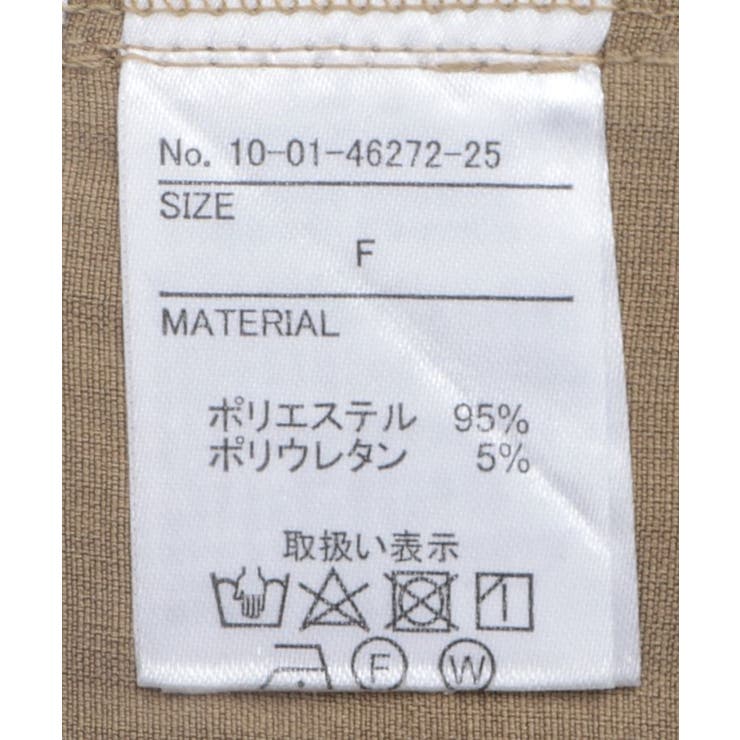 No. 10-01-46272-25
SIZE
F
MATERIAL
ポリエステル 95%
ポリウレタン 5%
取扱い表示
F W